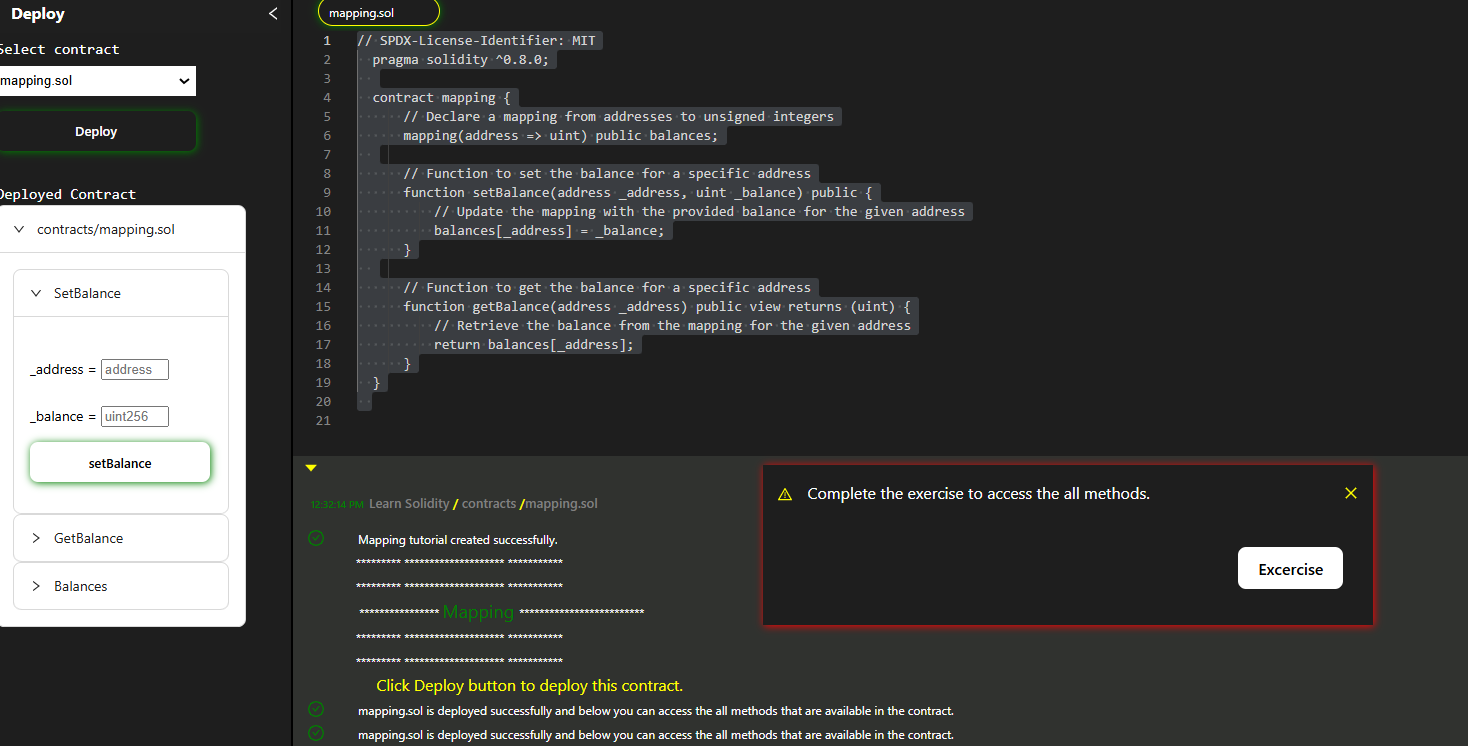 Deploy
Select contract
mapping.sol
Deploy
Deployed Contract
contracts/mapping.sol
SetBalance
_address = address
_balance = uint256
setBalance
GetBalance
Balances
mapping.sol
1 // SPDX-License-Identifier: MIT
2 pragma solidity ^0.8.0;
3
4 contract mapping {
5 // Declare a mapping from addresses to unsigned integers
6 mapping(address => uint) public balances;
7
8 // Function to set the balance for a specific address
9 function setBalance(address _address, uint _balance) public {
10 // Update the mapping with the provided balance for the given address
11 balances[_address] = _balance;
12 }
13
14 // Function to get the balance for a specific address
15 function getBalance(address _address) public view returns (uint) {
16 // Retrieve the balance from the mapping for the given address
17 return balances[_address];
18 }
19 }
20
21
12:32:14 PM Learn Solidity / contracts /mapping.sol
Mapping tutorial created successfully.
********* ******************** ***********
********* ******************** ***********
**************** Mapping *************************
********* ******************** ***********
********* ******************** ***********
Click Deploy button to deploy this contract.
mapping.sol is deployed successfully and below you can access the all methods that are available in the contract.
mapping.sol is deployed successfully and below you can access the all methods that are available in the contract.
Complete the exercise to access the all methods.
Excercise